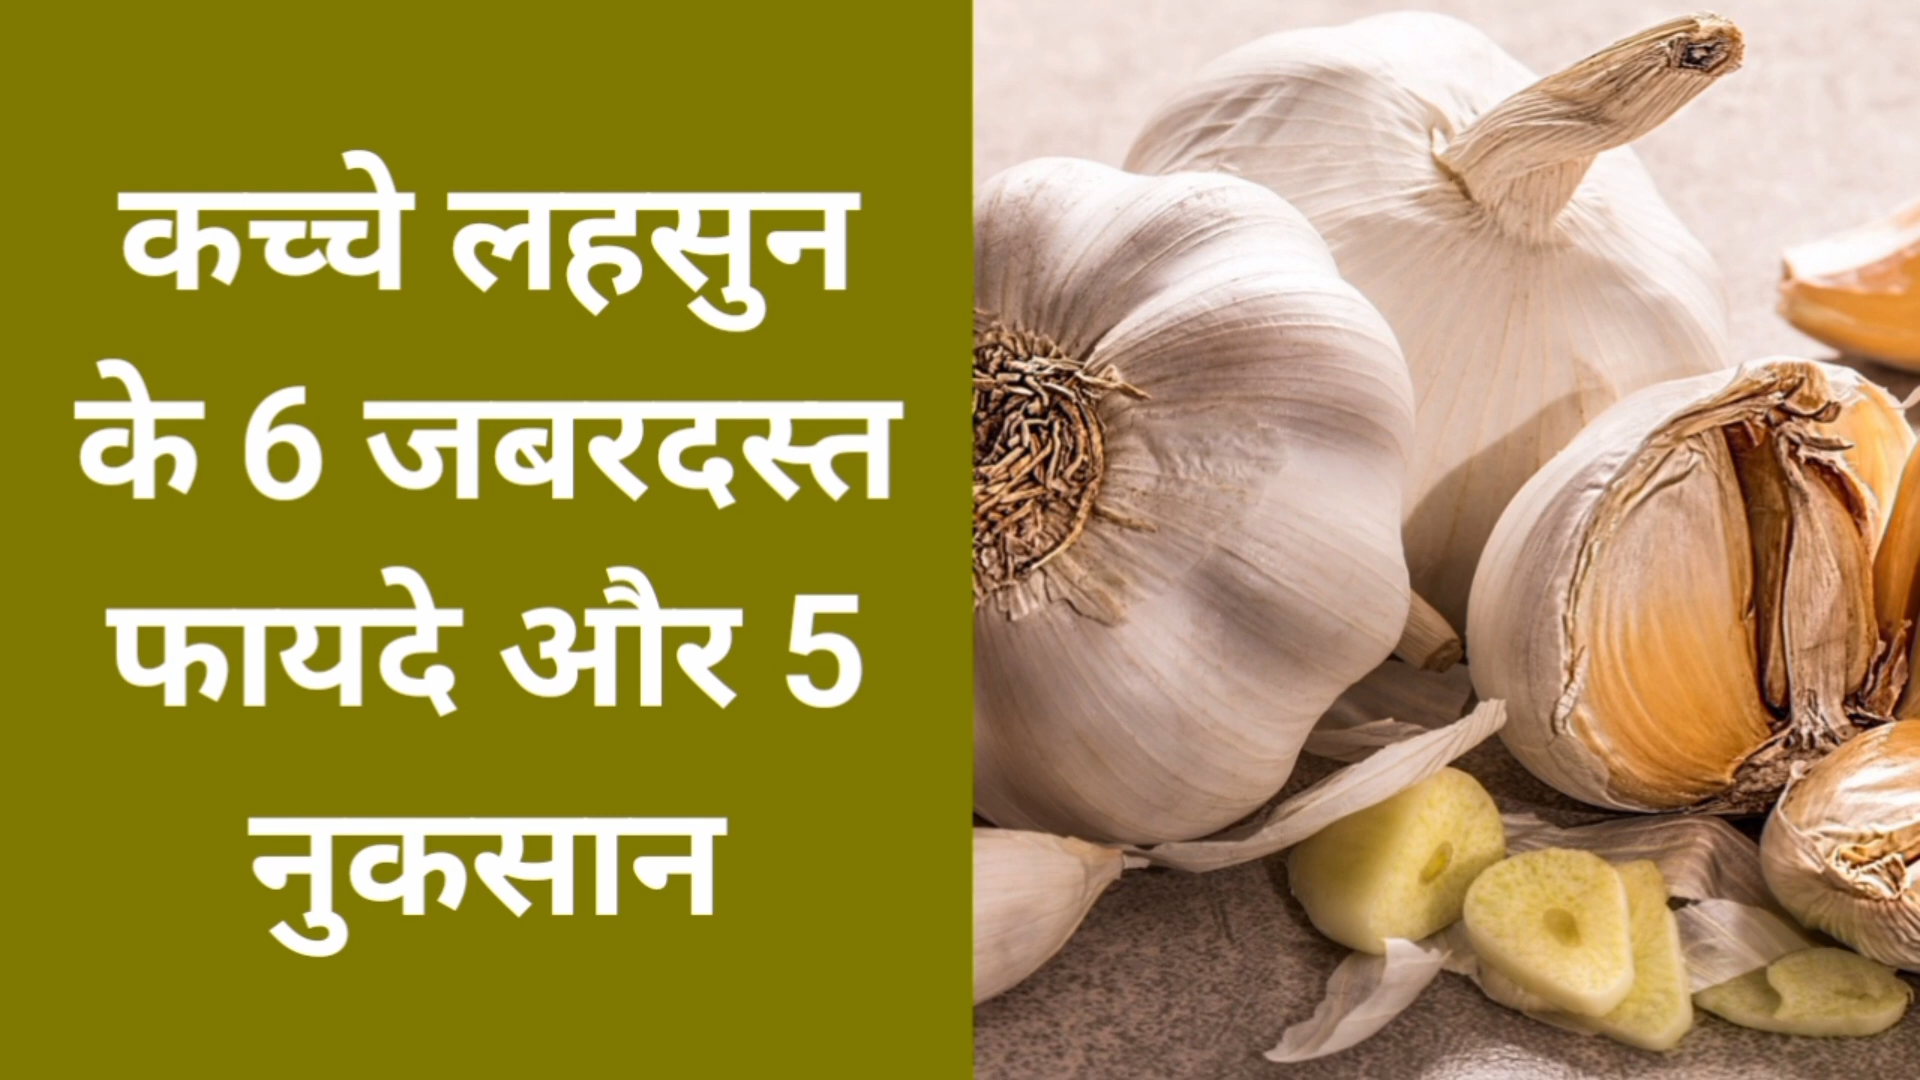 कच्चे लहसुन
के 6 जबरदस्त
फायदे और 5
नुकसान